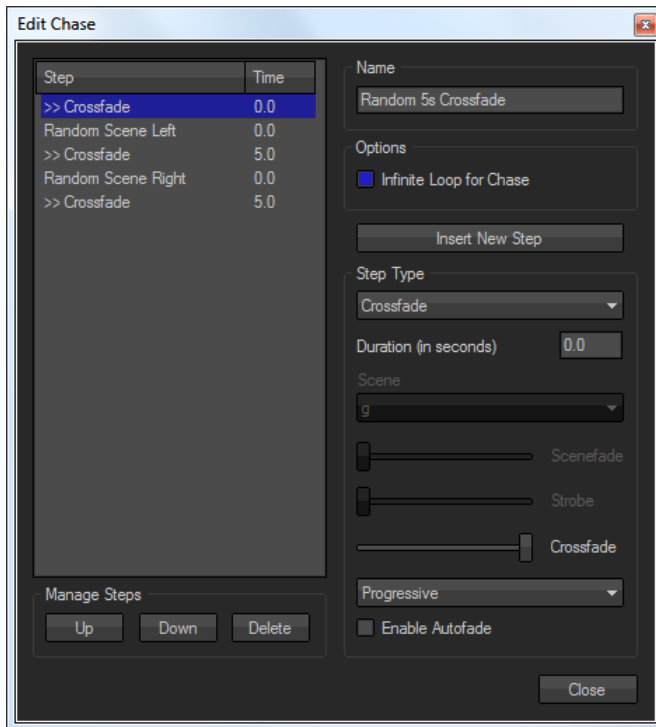 Edit Chase
Step Time
>> Crossfade 0.0
Random Scene Left 0.0
>> Crossfade 5.0
Random Scene Right 0.0
>> Crossfade 5.0
Manage Steps
Up Down Delete
Name
Random 5s Crossfade
Options
Infinite Loop for Chase
Insert New Step
Step Type
Crossfade
Duration (in seconds) 0.0
Scene
g
Scenefade
Strobe
Crossfade
Progressive
Enable Autofade
Close